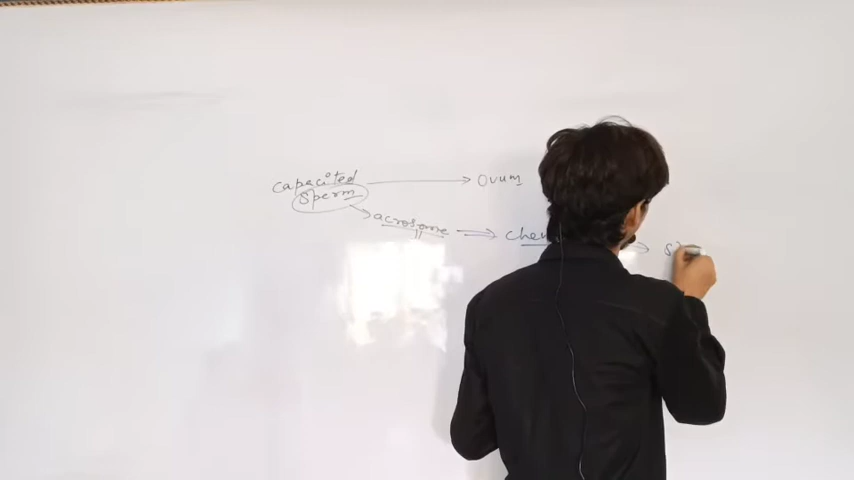 capacited → Ovum
sperm
acrosome →